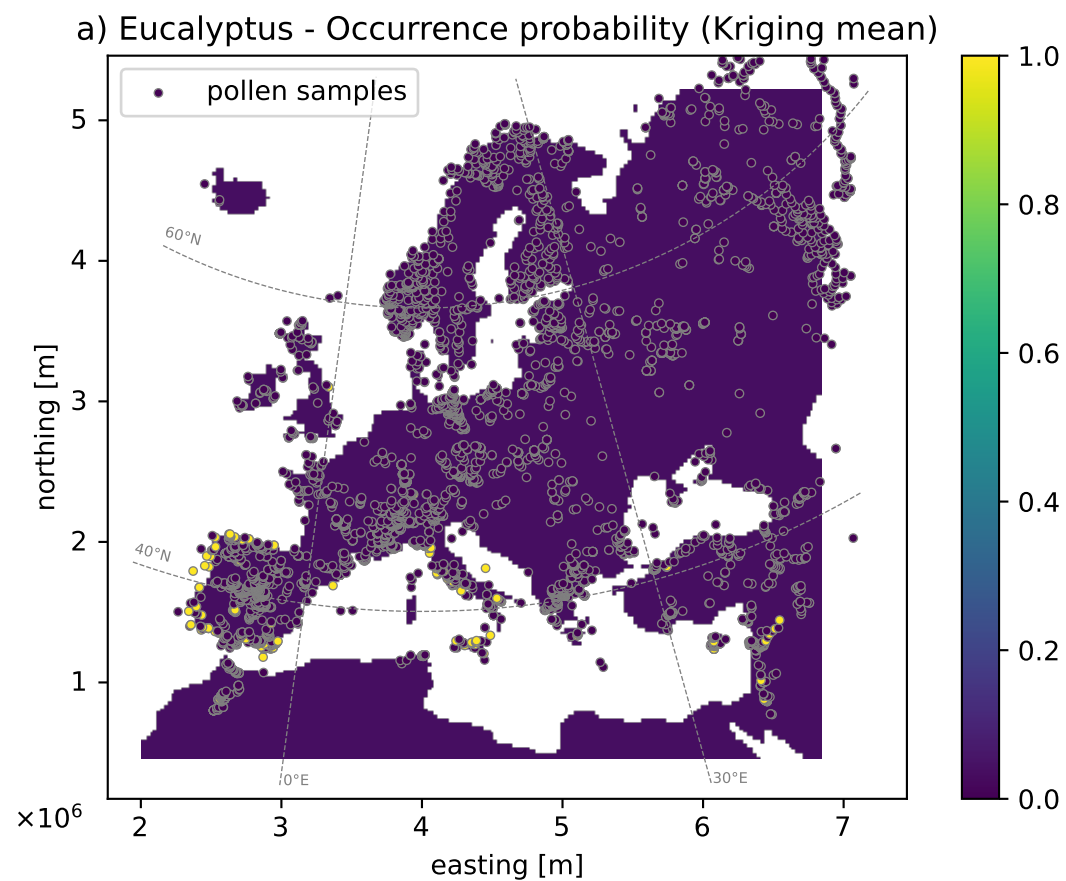 a) Eucalyptus - Occurrence probability (Kriging mean)
pollen samples
60°N
40°N
0°E
30°E
5
4
3
2
1
northing [m]
×10⁶
2 3 4 5 6 7
easting [m]
1.0
0.8
0.6
0.4
0.2
0.0